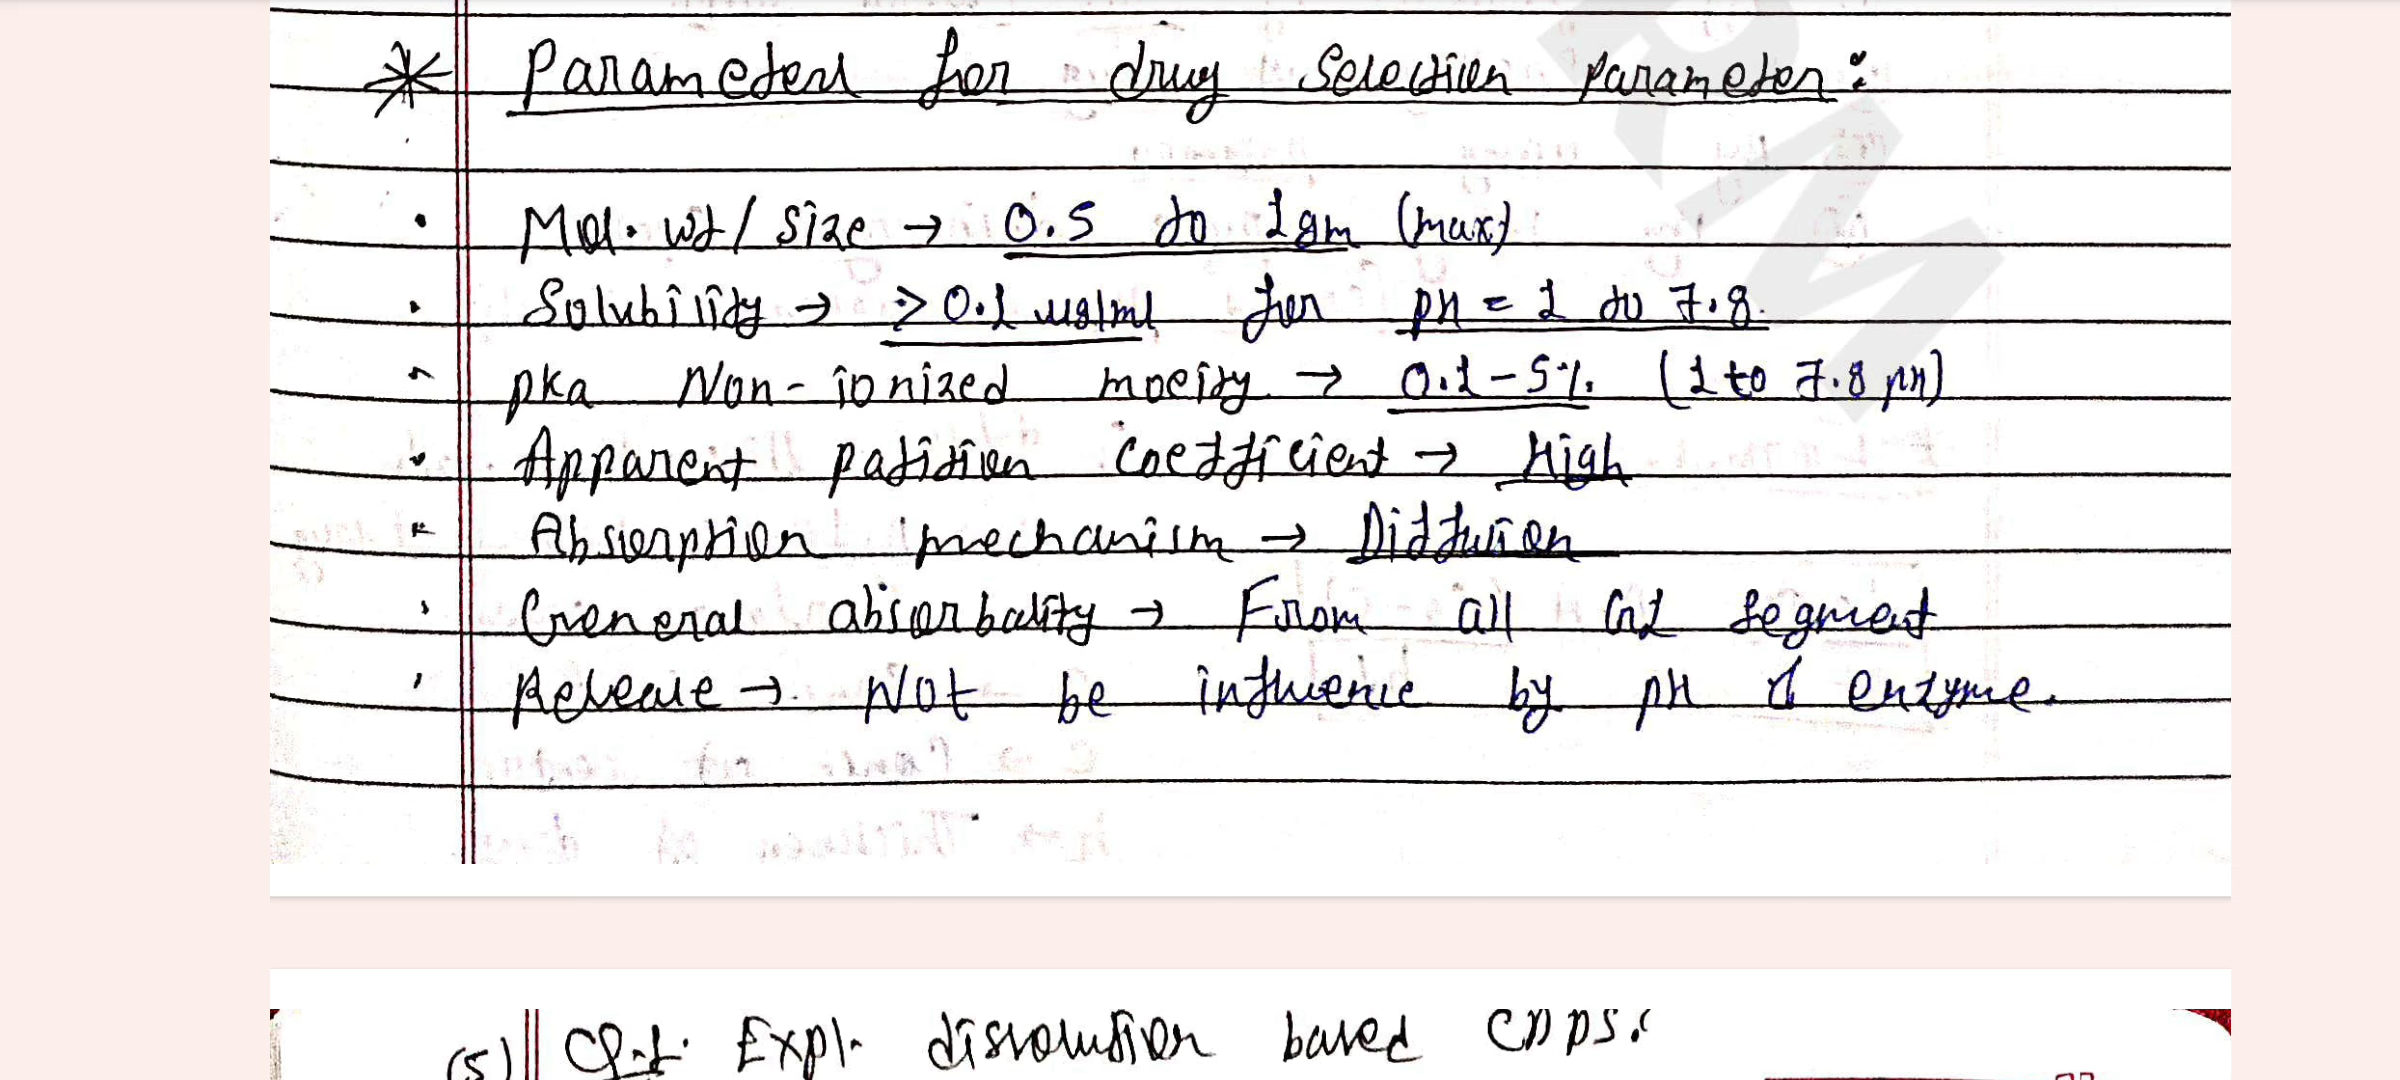 * Parameters for drug selection parameter:
• Mol. wt / size → 0.5 to 1gm (max)
• Solubility → > 0.1 µg/ml for pH = 1 to 7.8.
• pka Non-ionized moeity → 0.1-5% (1 to 7.8 pH)
• Apparent patition coefficient → High
• Absorption mechanism → Diffusion
• General absorbality → From all GI segment
• Release → Not be influence by pH & enzyme.
RM
(5) Q.1. Expl. dissolution based CDDS.